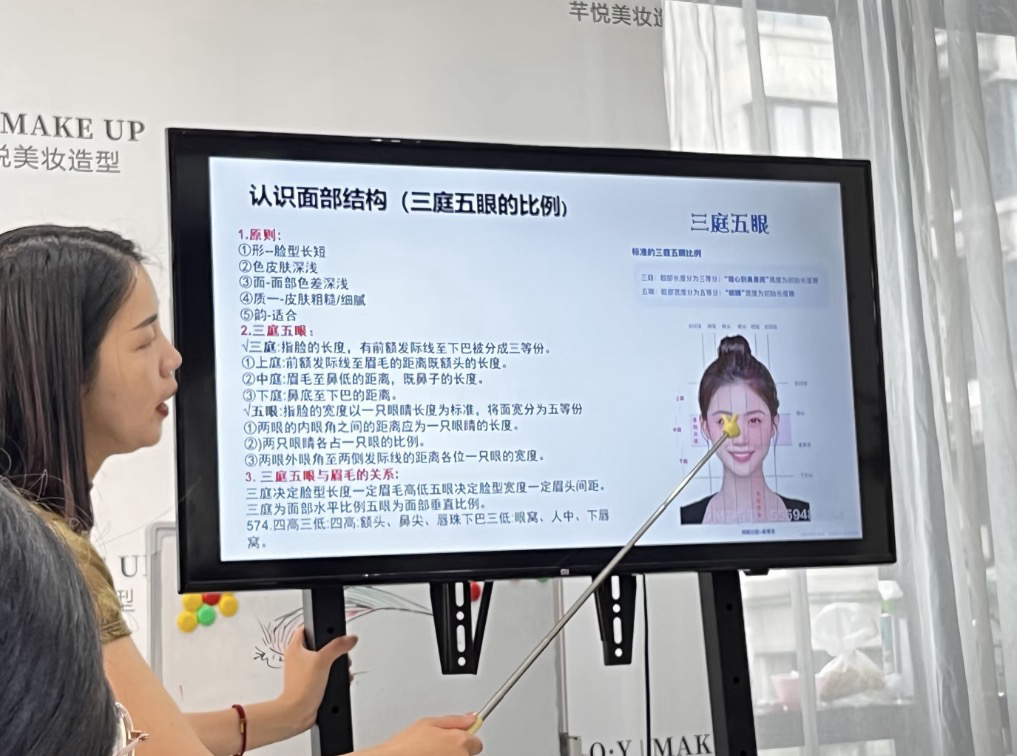 芊悦美妆造
MAKE UP
悦美妆造型
认识面部结构（三庭五眼的比例）
1.原则:
①形--脸型长短
②色皮肤深浅
③面-面部色差深浅
④质一-皮肤粗糙/细腻
⑤韵-适合
2.三庭五眼:
√三庭:指脸的长度，有前额发际线至下巴被分成三等份。
①上庭:前额发际线至眉毛的距离既额头的长度。
②中庭:眉毛至鼻低的距离，既鼻子的长度。
③下庭:鼻底至下巴的距离。
√五眼:指脸的宽度以一只眼睛长度为标准，将面宽分为五等份
①两眼的内眼角之间的距离应为一只眼睛的长度。
②)两只眼睛各占一只眼的比例。
③两眼外眼角至两侧发际线的距离各位一只眼的宽度。
3. 三庭五眼与眉毛的关系:
三庭决定脸型长度一定眉毛高低五眼决定脸型宽度一定眉头间距。
三庭为面部水平比例五眼为面部垂直比例。
574.四高三低:四高:额头、鼻尖、唇珠下巴三低:眼窝、人中、下唇
窝。
三庭五眼
标准的三庭五眼比例
上庭
中庭
下庭
U
型
O·Y MAK